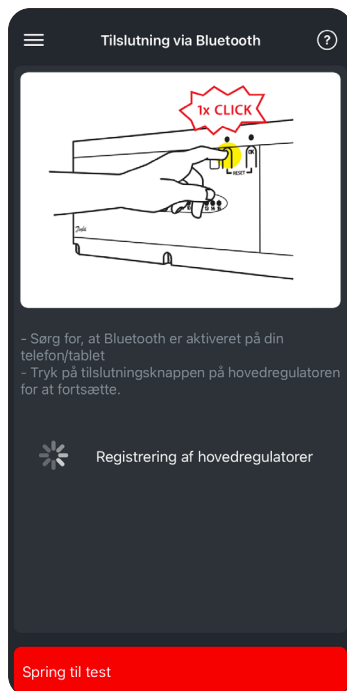 Tilslutning via Bluetooth
?
1x CLICK
OK
RESET
Danfoss
- Sørg for, at Bluetooth er aktiveret på din
telefon/tablet
- Tryk på tilslutningsknappen på hovedregulatoren
for at fortsætte.
Registrering af hovedregulatorer
Spring til test